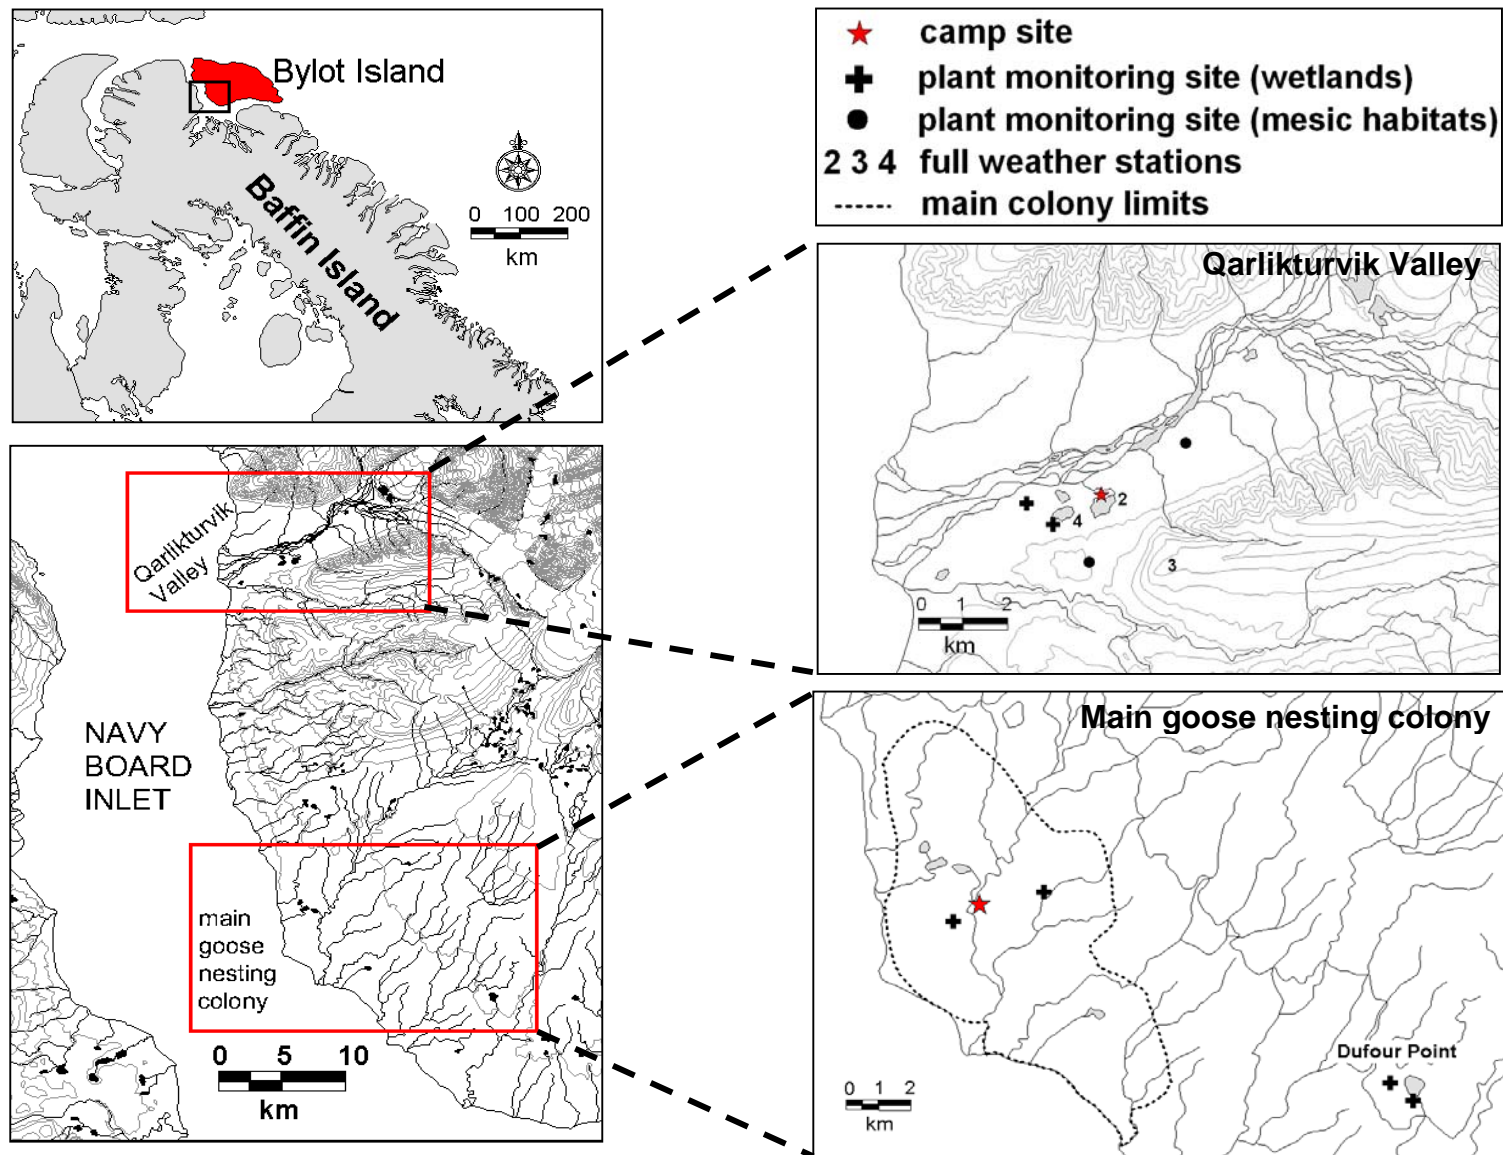 Bylot Island
Baffin Island
0 100 200
km
camp site
plant monitoring site (wetlands)
plant monitoring site (mesic habitats)
2 3 4 full weather stations
main colony limits
Qarlikturvik Valley
2
4
3
0 1 2
km
Qarlikturvik
Valley
NAVY
BOARD
INLET
main
goose
nesting
colony
0 5 10
km
Main goose nesting colony
Dufour Point
0 1 2
km